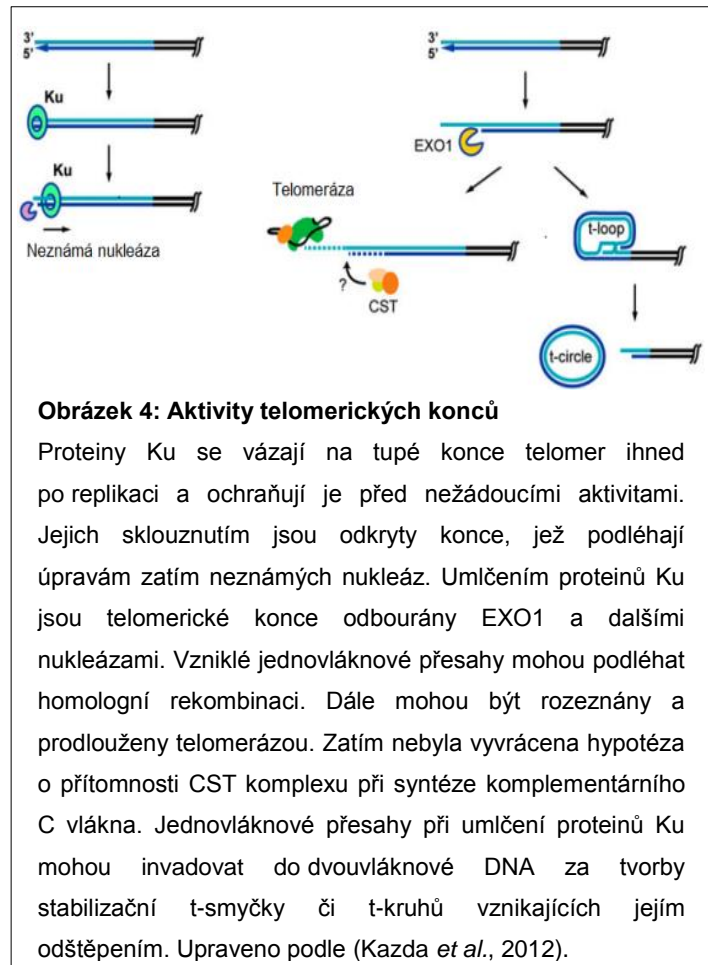 3'
5'
Ku
Ku
Neznámá nukleáza
3'
5'
EXO1
Telomeráza
t-loop
?
CST
t-circle
Obrázek 4: Aktivity telomerických konců
Proteiny Ku se vázají na tupé konce telomer ihned
po replikaci a ochraňují je před nežádoucími aktivitami.
Jejich sklouznutím jsou odkryty konce, jež podléhají
úpravám zatím neznámých nukleáz. Umlčením proteinů Ku
jsou telomerické konce odbourány EXO1 a dalšími
nukleázami. Vzniklé jednovláknové přesahy mohou podléhat
homologní rekombinaci. Dále mohou být rozeznány a
prodlouženy telomerázou. Zatím nebyla vyvrácena hypotéza
o přítomnosti CST komplexu při syntéze komplementárního
C vlákna. Jednovláknové přesahy při umlčení proteinů Ku
mohou invadovat do dvouvláknové DNA za tvorby
stabilizační t-smyčky či t-kruhů vznikajících jejím
odštěpením. Upraveno podle (Kazda et al., 2012).